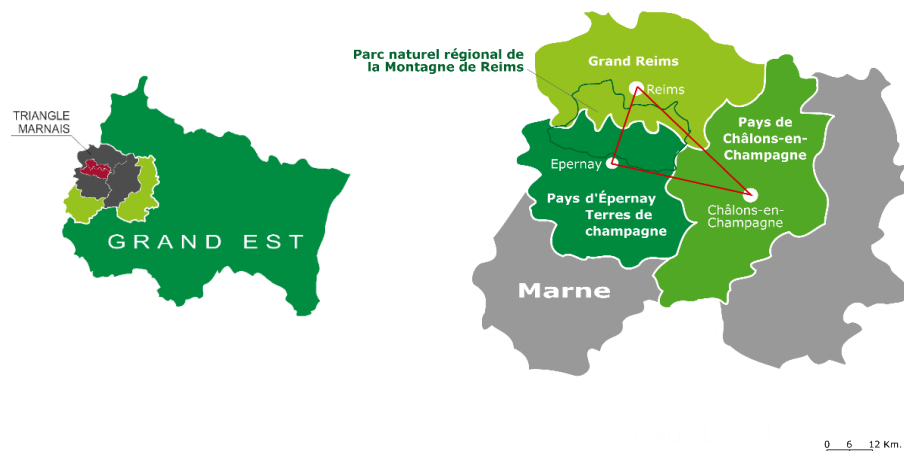 TRIANGLE
MARNAIS
GRAND EST
Parc naturel régional de
la Montagne de Reims
Grand Reims
Reims
Pays de
Châlons-en-
Champagne
Epernay
Châlons-en-
Champagne
Pays d'Épernay
Terres de
champagne
Marne
0 6 12 Km.